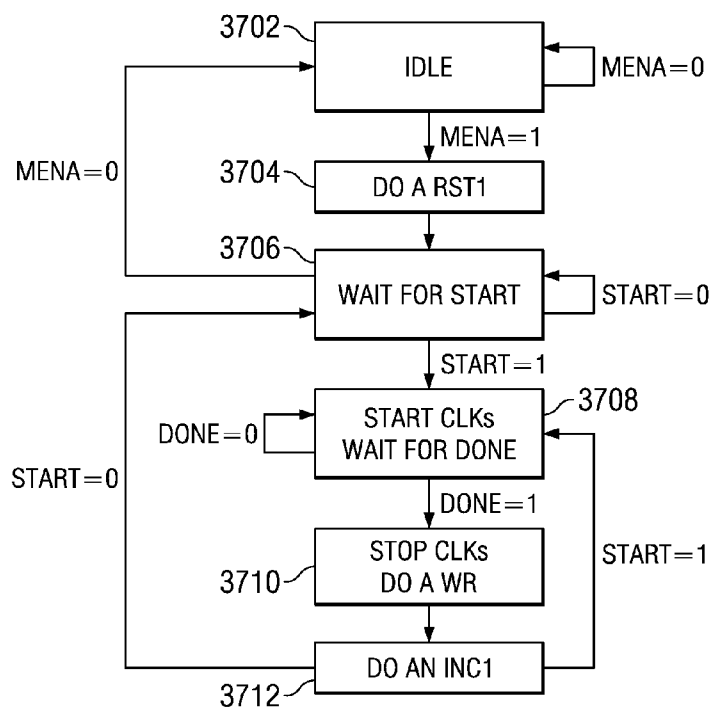 3702
IDLE
MENA=0
MENA=1
MENA=0
3704
DO A RST1
3706
WAIT FOR START
START=0
START=1
3708
START CLKs
WAIT FOR DONE
DONE=0
START=0
DONE=1
START=1
3710
STOP CLKs
DO A WR
DO AN INC1
3712